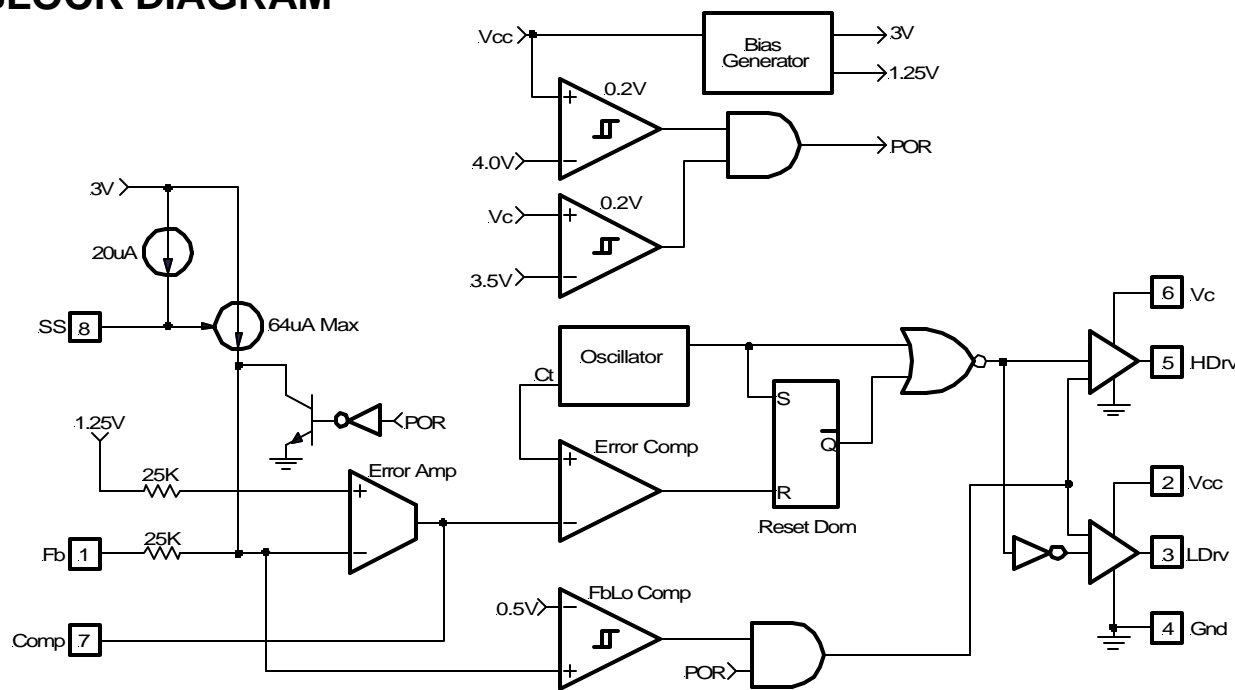 BLOCK DIAGRAM
Vcc
Bias
Generator
3V
1.25V
0.2V
4.0V
POR
Vc
0.2V
3.5V
3V
20uA
SS 8
64uA Max
POR
1.25V
25K
Error Amp
Fb 1
25K
Comp 7
Oscillator
Ct
Error Comp
S
Q
R
Reset Dom
FbLo Comp
0.5V
POR
6 Vc
5 HDrv
2 Vcc
3 LDrv
4 Gnd